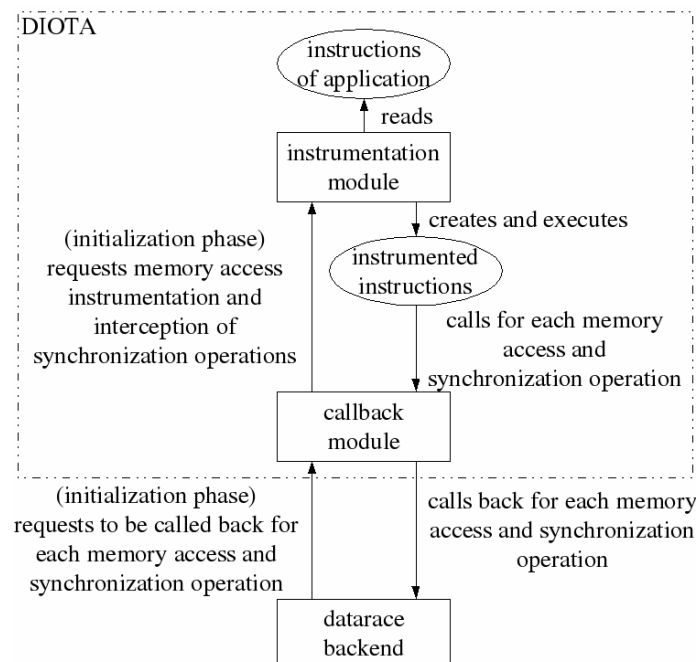 DIOTA
instructions
of application
reads
instrumentation
module
creates and executes
(initialization phase)
requests memory access
instrumentation and
interception of
synchronization operations
instrumented
instructions
calls for each memory
access and
synchronization operation
callback
module
(initialization phase)
requests to be called back for
each memory access and
synchronization operation
calls back for each memory
access and synchronization
operation
datarace
backend